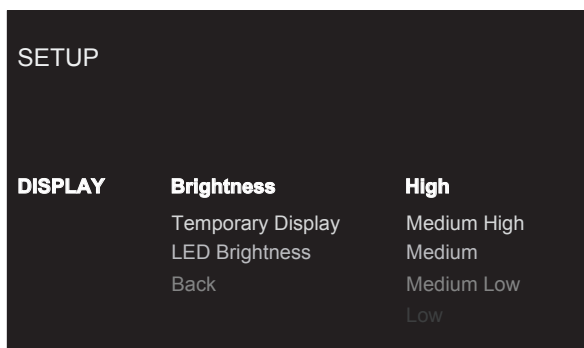 SETUP
DISPLAY Brightness High
Temporary Display Medium High
LED Brightness Medium
Back Medium Low
Low